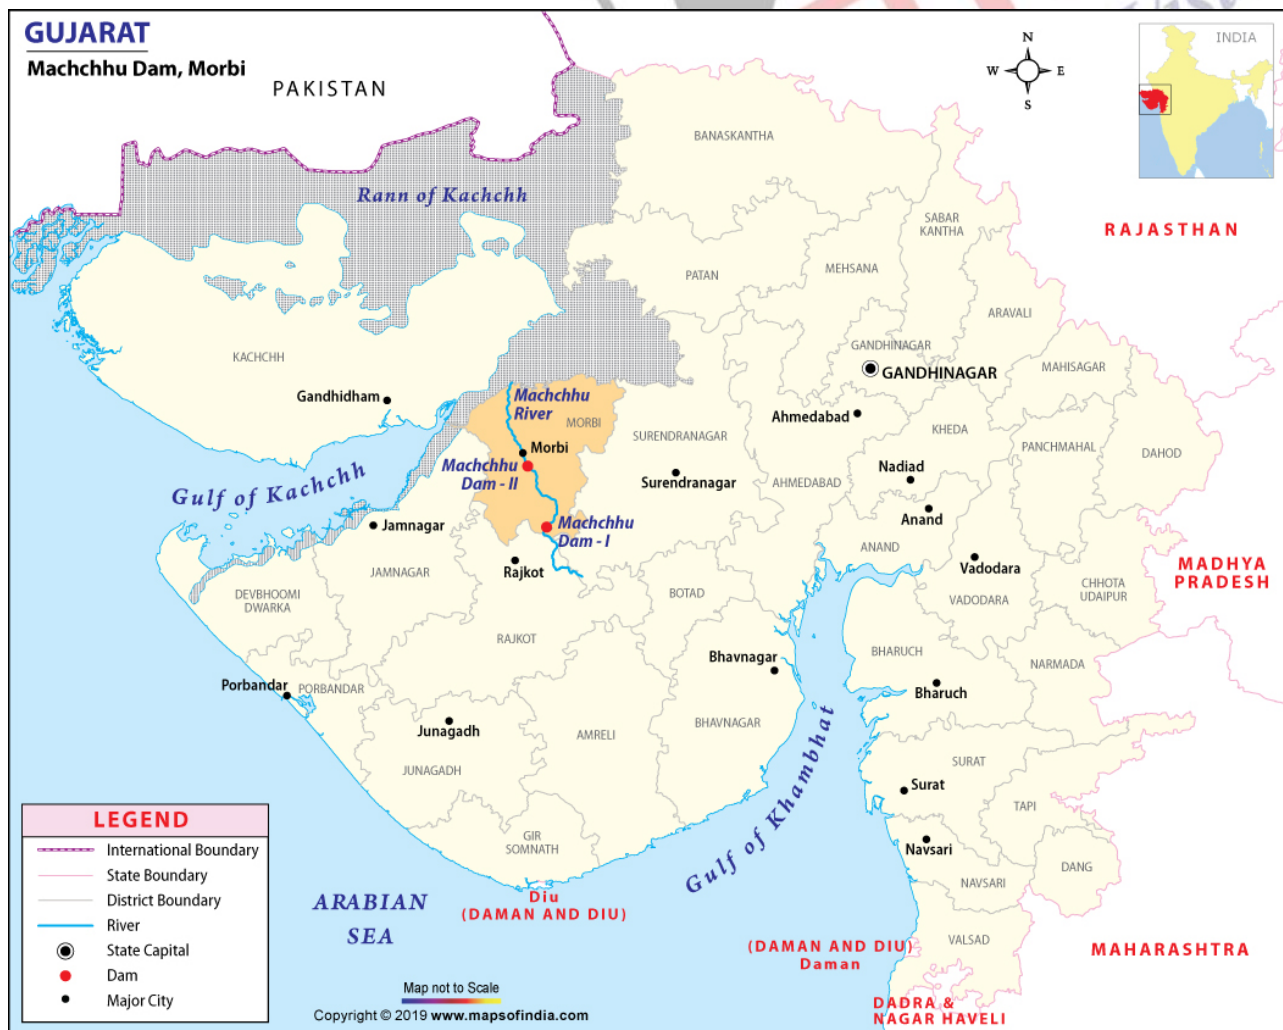 GUJARAT
Machchhu Dam, Morbi
PAKISTAN
N
W
E
S
INDIA
Rann of Kachchh
BANASKANTHA
RAJASTHAN
SABAR
KANTHA
PATAN
MEHSANA
ARAVALI
KACHCHH
GANDHINAGAR
GANDHINAGAR
MAHISAGAR
Gandhidham
Machchhu
River
MORBI
Ahmedabad
SURENDRANAGAR
KHEDA
PANCHMAHAL
DAHOD
Morbi
Machchhu
Dam - II
Gulf of Kachchh
Surendranagar
AHMEDABAD
Nadiad
Anand
Jamnagar
Machchhu
Dam - I
ANAND
Rajkot
JAMNAGAR
Vadodara
MADHYA
PRADESH
DEVBHOOMI
DWARKA
BOTAD
VADODARA
CHHOTA
UDAIPUR
RAJKOT
Bhavnagar
BHARUCH
NARMADA
Porbandar
PORBANDAR
Bharuch
Junagadh
AMRELI
BHAVNAGAR
JUNAGADH
Gulf of Khambhat
SURAT
Surat
TAPI
GIR
SOMNATH
Navsari
DANG
NAVSARI
Diu
(DAMAN AND DIU)
ARABIAN
SEA
(DAMAN AND DIU)
Daman
VALSAD
MAHARASHTRA
DADRA &
NAGAR HAVELI
LEGEND
International Boundary
State Boundary
District Boundary
River
State Capital
Dam
Major City
Map not to Scale
Copyright © 2019 www.mapsofindia.com